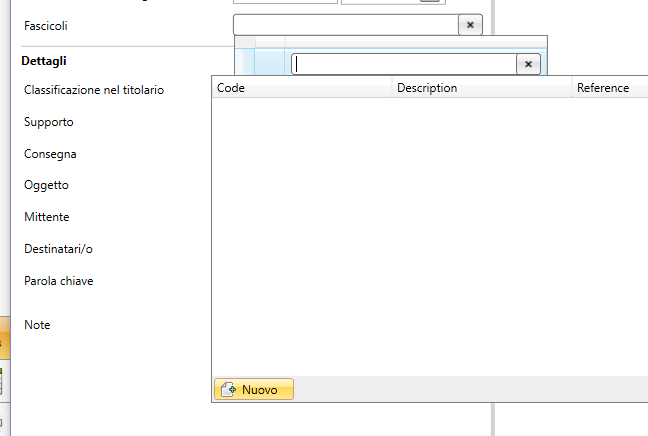 Fascicoli
Dettagli
Classificazione nel titolario
Code Description Reference
Supporto
Consegna
Oggetto
Mittente
Destinatari/o
Parola chiave
Note
Nuovo